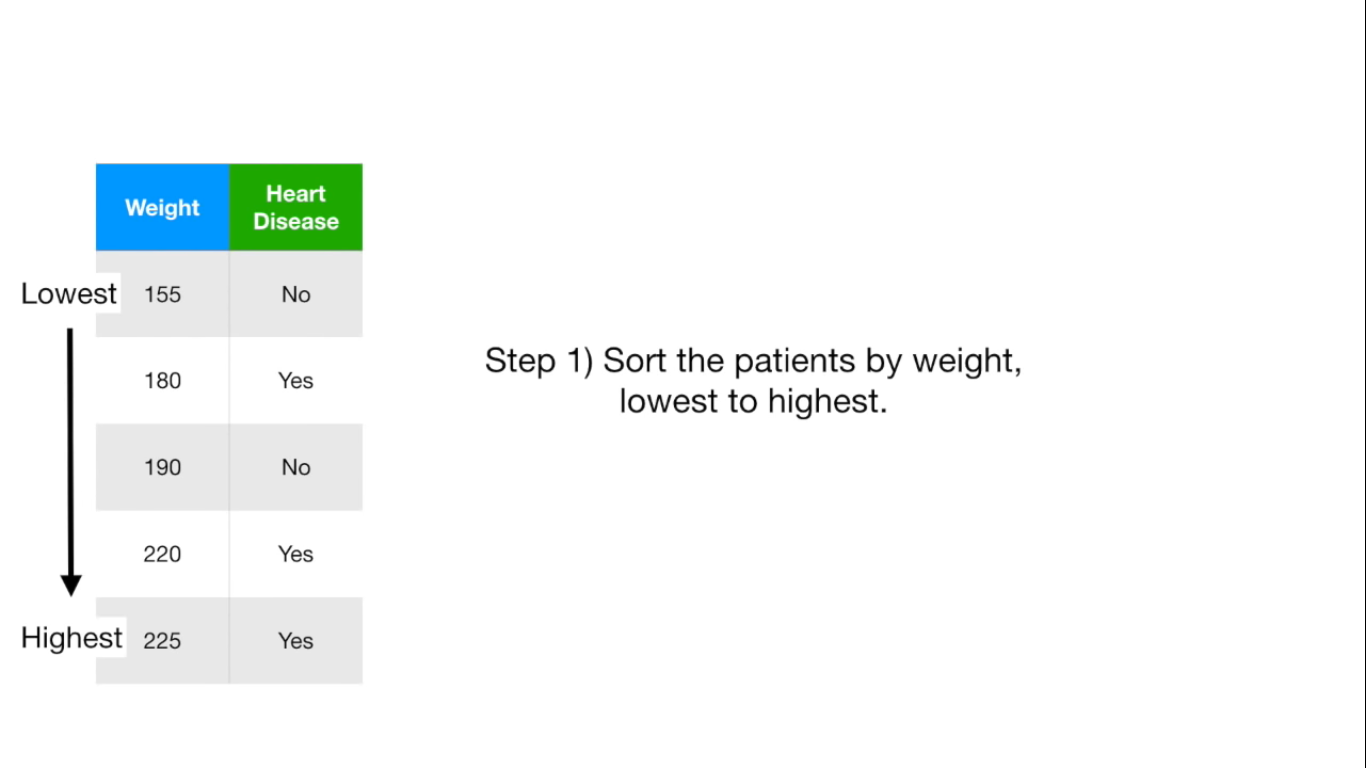 Weight Heart Disease
Lowest 155 No
180 Yes
190 No
220 Yes
Highest 225 Yes
Step 1) Sort the patients by weight,
lowest to highest.